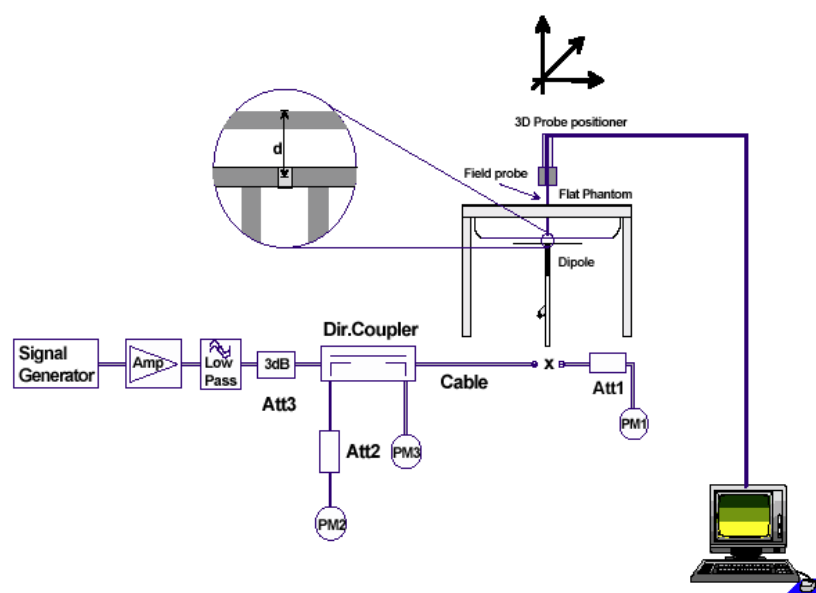 3D Probe positioner
d
Field probe
Flat Phantom
Dipole
Dir.Coupler
Signal
Generator
Amp
Low
Pass
3dB
Att3
Cable
x
Att1
PM1
Att2
PM3
PM2